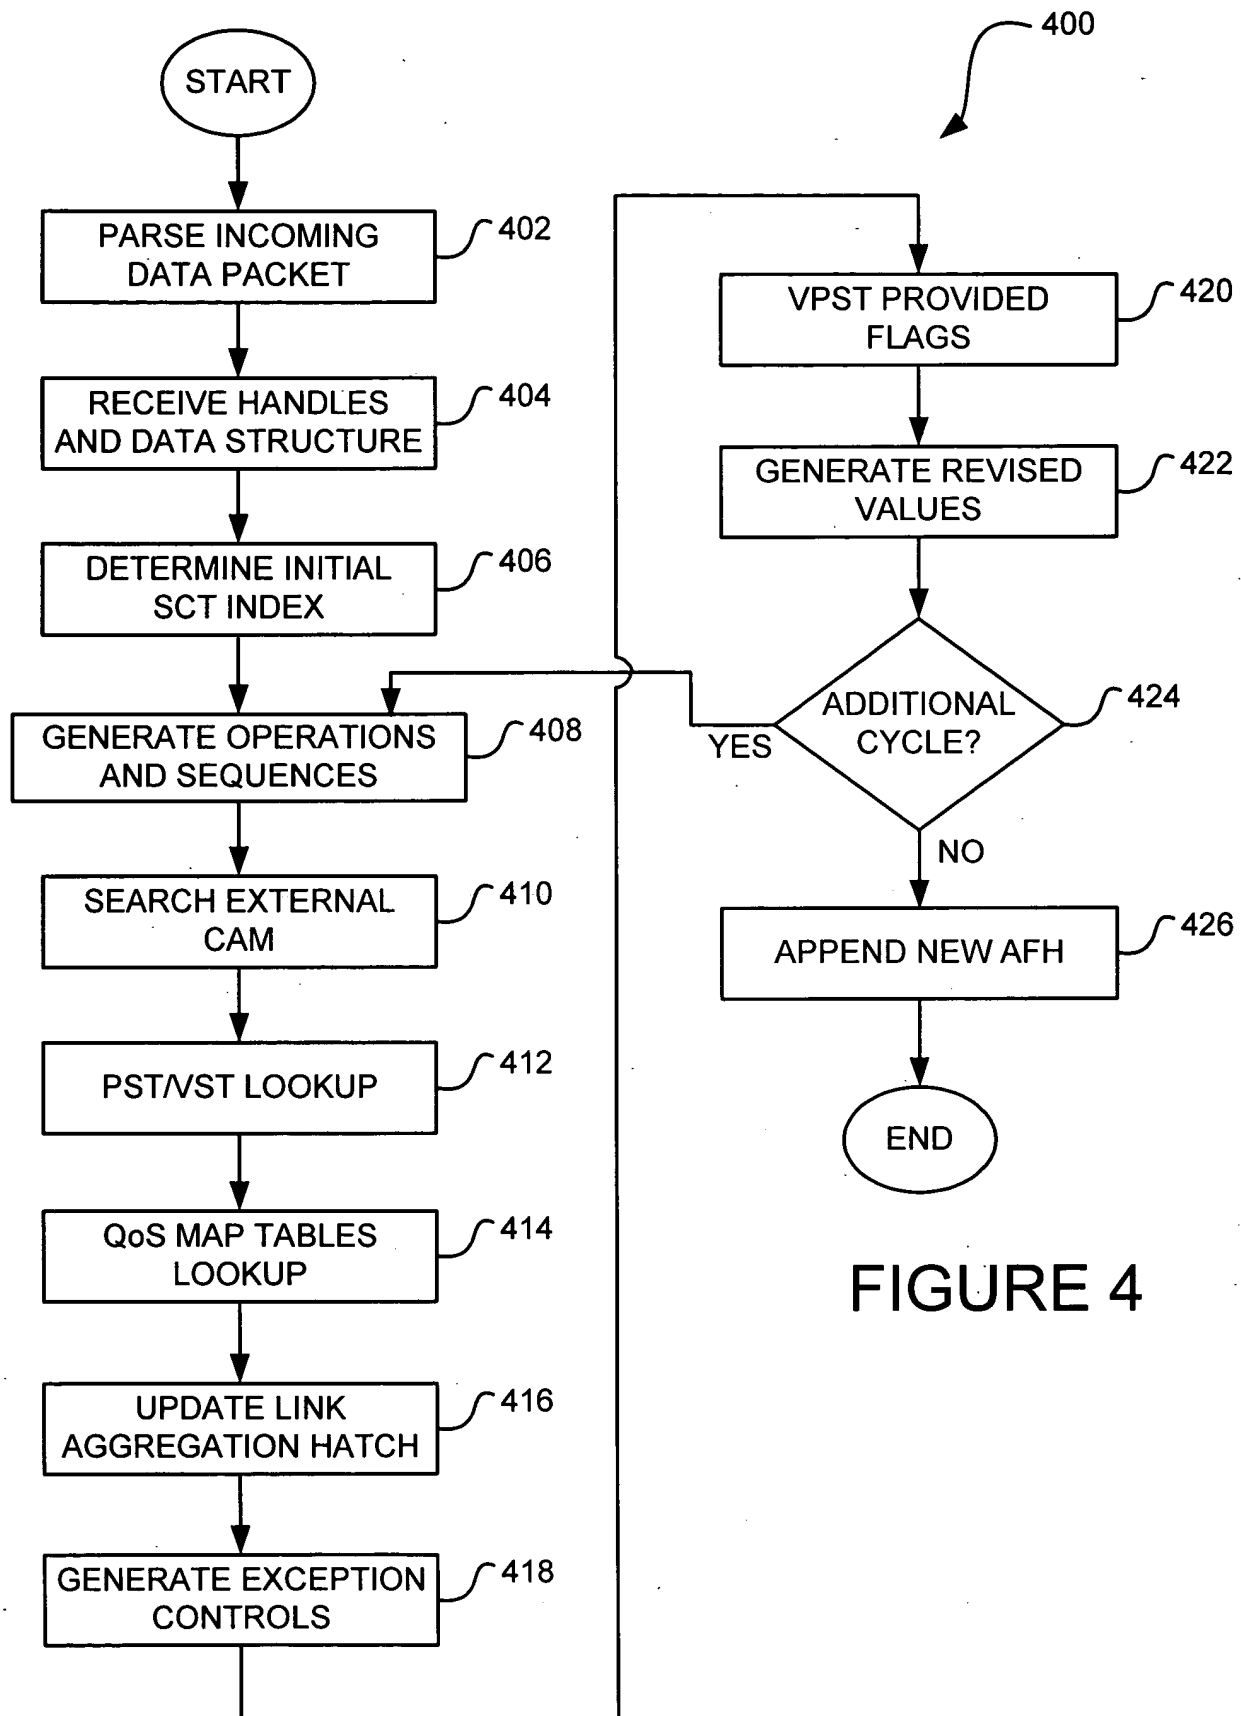 START
PARSE INCOMING
DATA PACKET
402
RECEIVE HANDLES
AND DATA STRUCTURE
404
DETERMINE INITIAL
SCT INDEX
406
GENERATE OPERATIONS
AND SEQUENCES
408
SEARCH EXTERNAL
CAM
410
PST/VST LOOKUP
412
QoS MAP TABLES
LOOKUP
414
UPDATE LINK
AGGREGATION HATCH
416
GENERATE EXCEPTION
CONTROLS
418
400
VPST PROVIDED
FLAGS
420
GENERATE REVISED
VALUES
422
ADDITIONAL
CYCLE?
424
YES
NO
APPEND NEW AFH
426
END
FIGURE 4